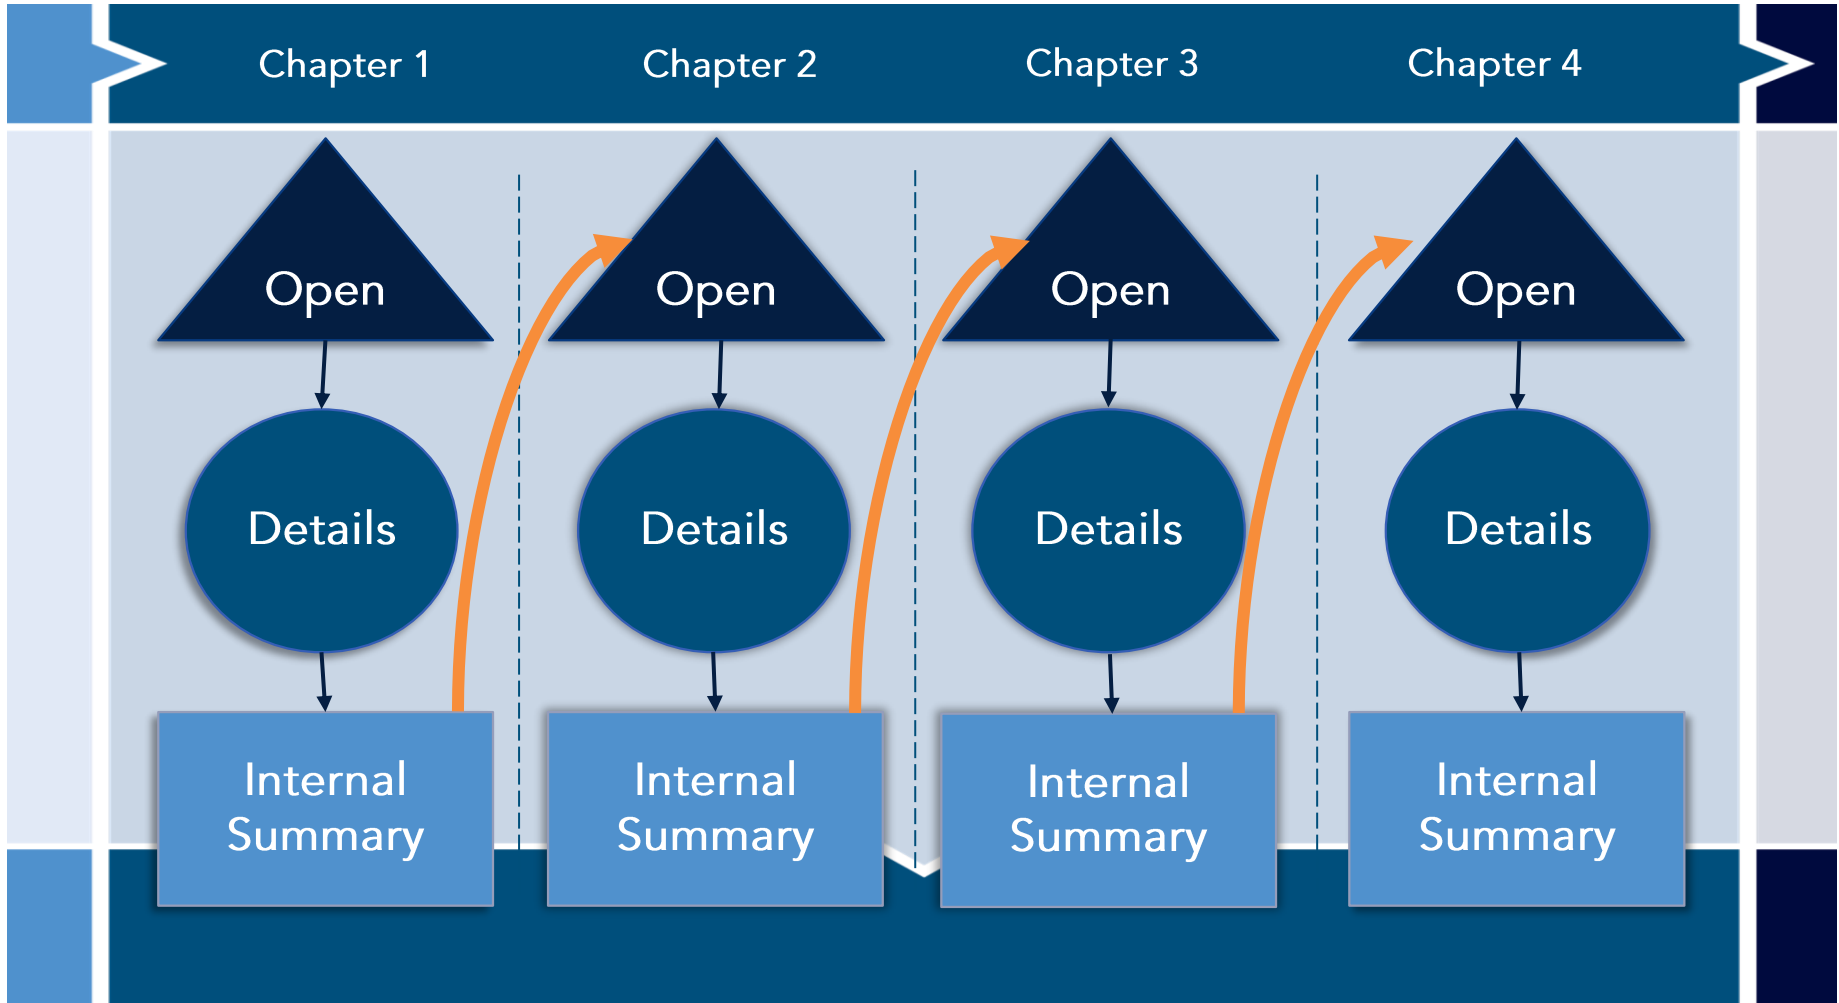 Chapter 1
Chapter 2
Chapter 3
Chapter 4
Open
Open
Open
Open
Details
Details
Details
Details
Internal
Summary
Internal
Summary
Internal
Summary
Internal
Summary